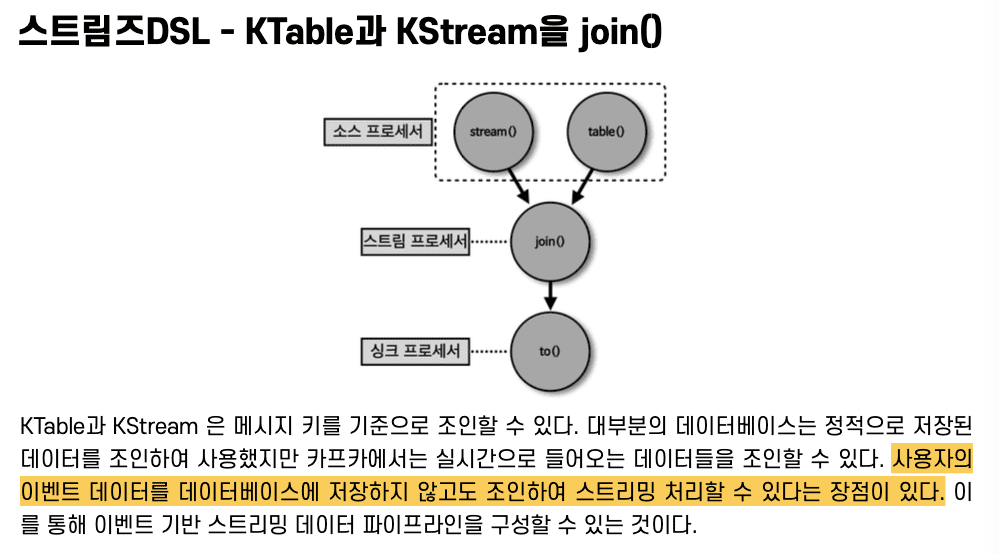 스트림즈DSL - KTable과 KStream을 join()
소스 프로세서
stream()
table()
스트림 프로세서
join()
싱크 프로세서
to()
KTable과 KStream 은 메시지 키를 기준으로 조인할 수 있다. 대부분의 데이터베이스는 정적으로 저장된
데이터를 조인하여 사용했지만 카프카에서는 실시간으로 들어오는 데이터들을 조인할 수 있다. 사용자의
이벤트 데이터를 데이터베이스에 저장하지 않고도 조인하여 스트리밍 처리할 수 있다는 장점이 있다. 이
를 통해 이벤트 기반 스트리밍 데이터 파이프라인을 구성할 수 있는 것이다.